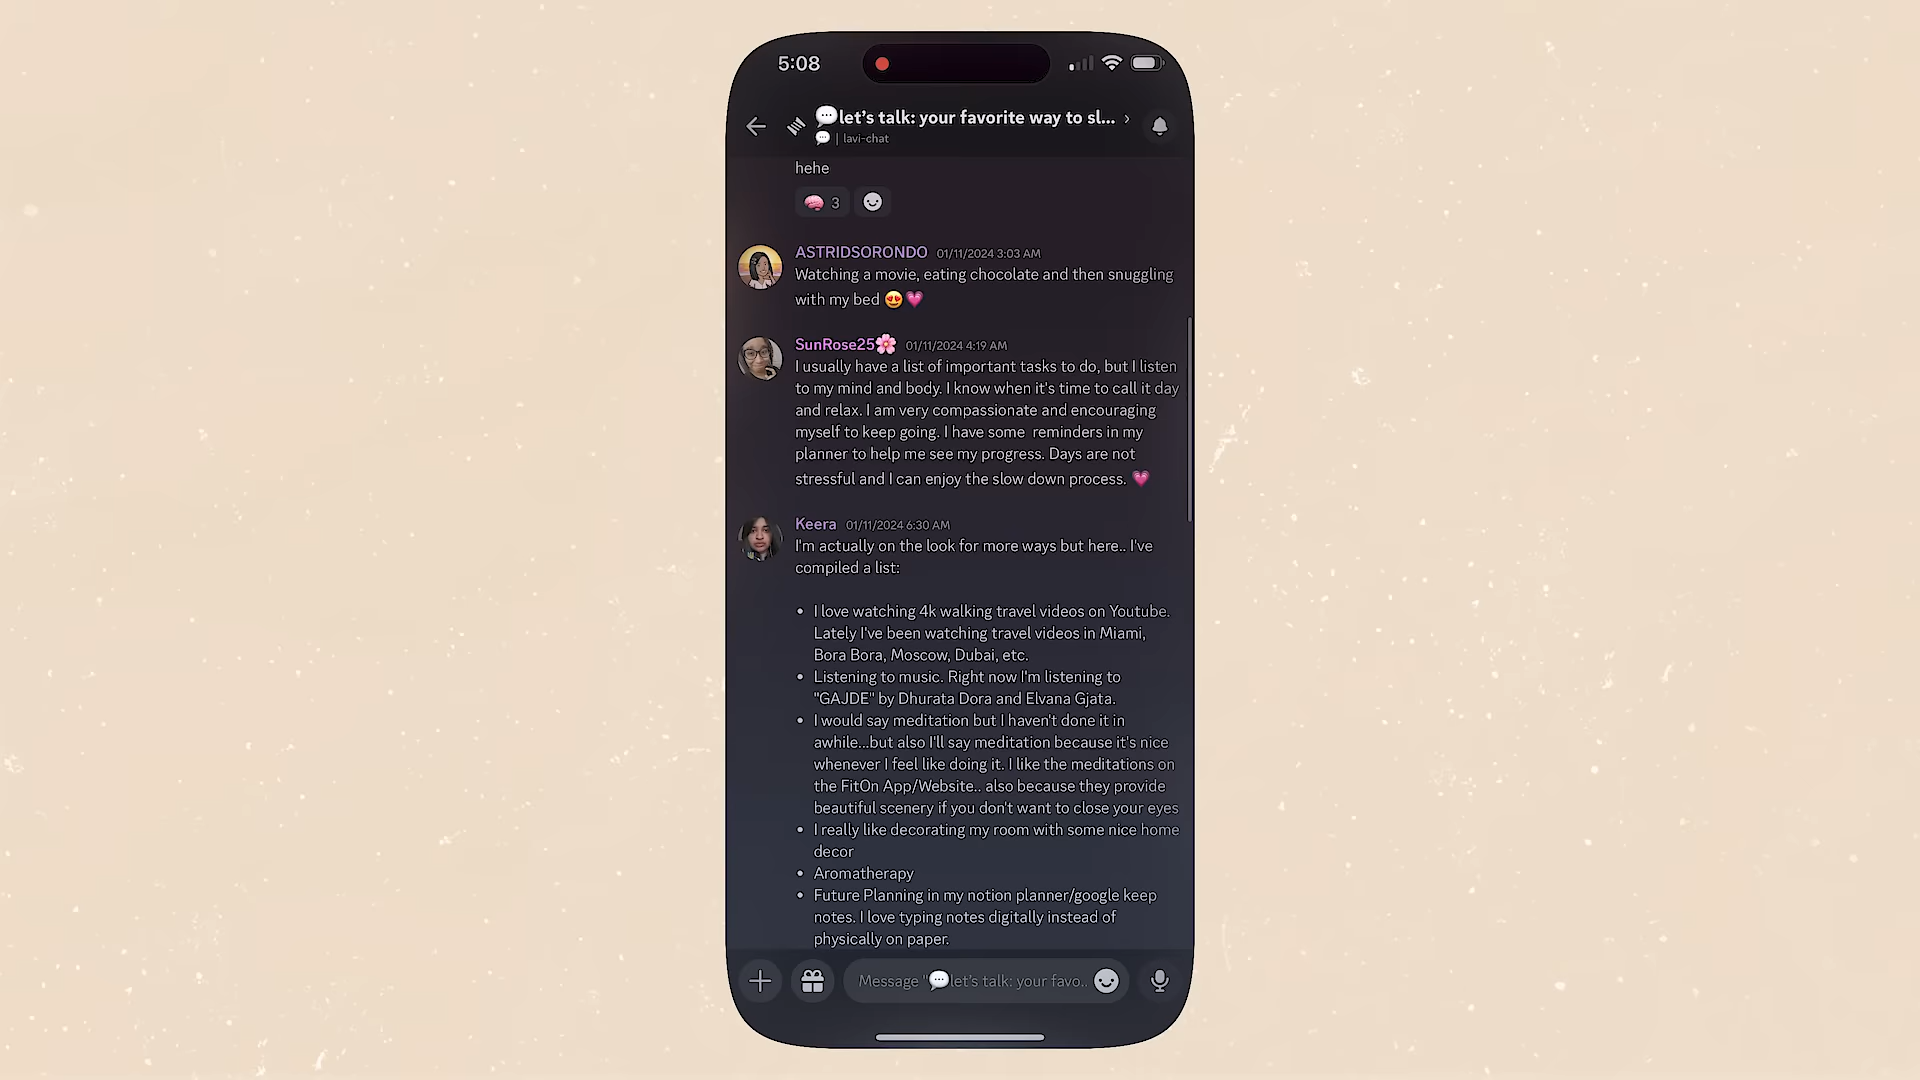 5:08
let's talk: your favorite way to sl...
| lavi-chat
hehe
3
ASTRIDSORONDO 01/11/2024 3:03 AM
Watching a movie, eating chocolate and then snuggling
with my bed 😍💗
SunRose25🌸 01/11/2024 4:19 AM
I usually have a list of important tasks to do, but I listen
to my mind and body. I know when it's time to call it day
and relax. I am very compassionate and encouraging
myself to keep going. I have some  reminders in my
planner to help me see my progress. Days are not
stressful and I can enjoy the slow down process. 💗
Keera 01/11/2024 6:30 AM
I'm actually on the look for more ways but here.. I've
compiled a list:
• I love watching 4k walking travel videos on Youtube.
Lately I've been watching travel videos in Miami,
Bora Bora, Moscow, Dubai, etc.
• Listening to music. Right now I'm listening to
"GAJDE" by Dhurata Dora and Elvana Gjata.
• I would say meditation but I haven't done it in
awhile...but also I'll say meditation because it's nice
whenever I feel like doing it. I like the meditations on
the FitOn App/Website.. also because they provide
beautiful scenery if you don't want to close your eyes
• I really like decorating my room with some nice home
decor
• Aromatherapy
• Future Planning in my notion planner/google keep
notes. I love typing notes digitally instead of
physically on paper.
Message "💬let's talk: your favo..